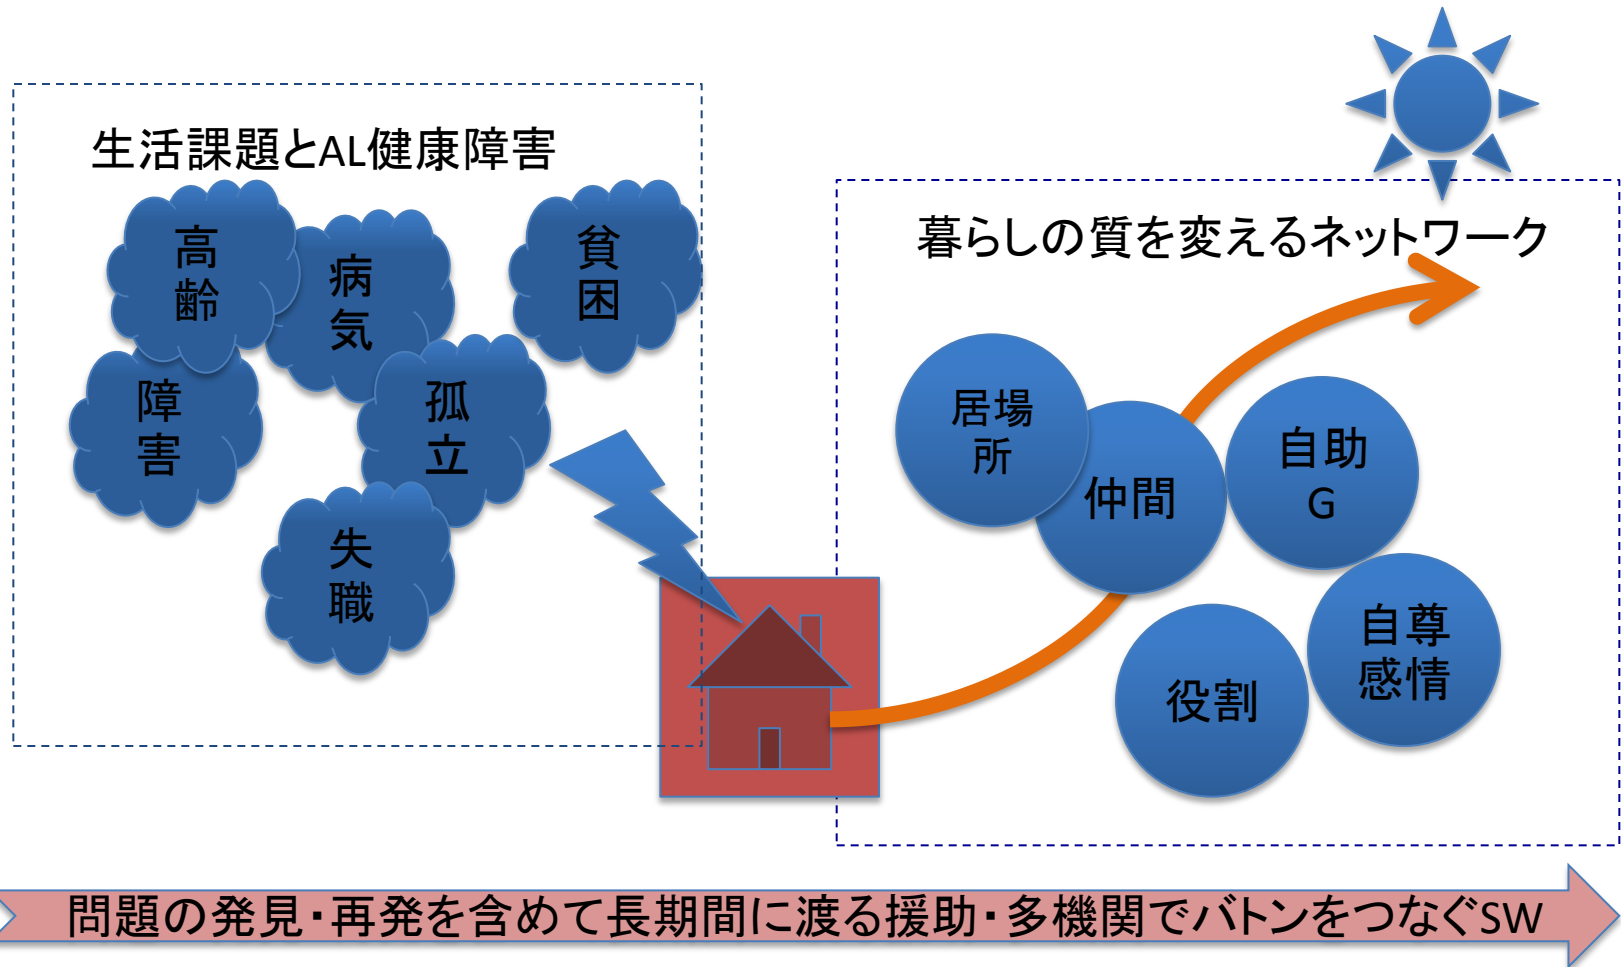 生活課題とAL健康障害
高
齢
病
気
貧
困
障
害
孤
立
失
職
暮らしの質を変えるネットワーク
居場
所
仲間
自助
G
自尊
感情
役割
問題の発見・再発を含めて長期間に渡る援助・多機関でバトンをつなぐSW